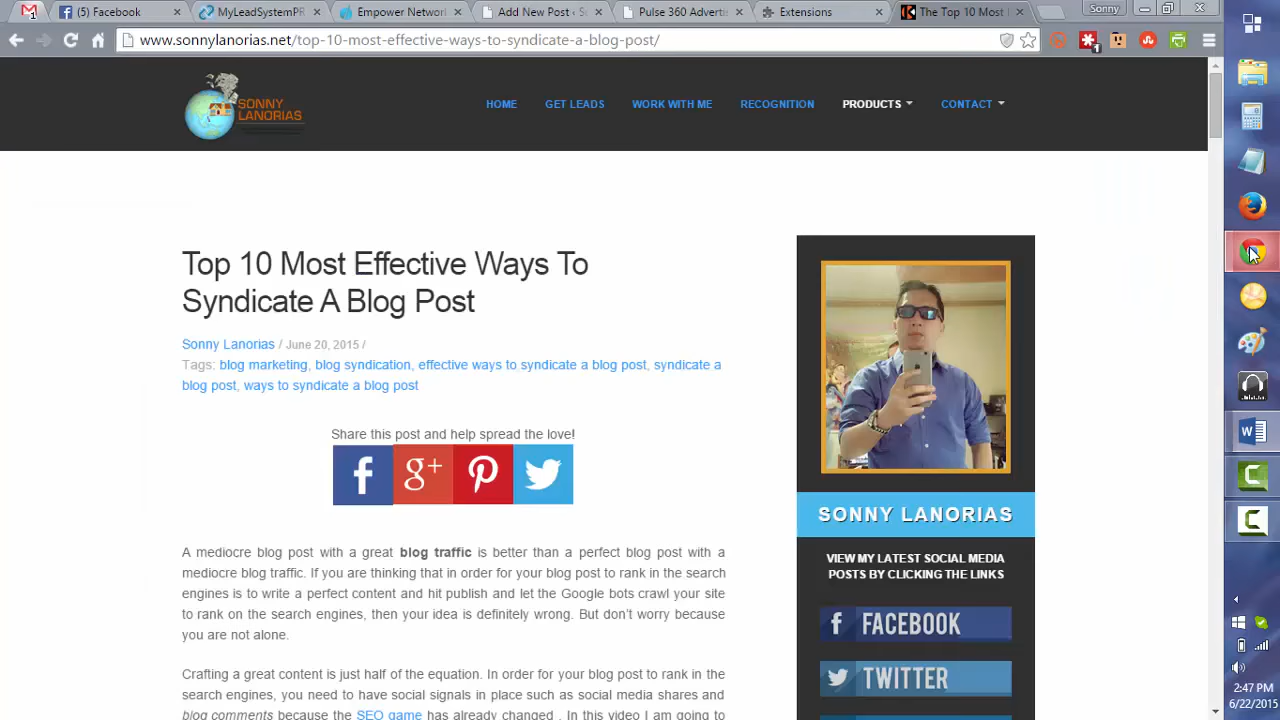 (5) Facebook
MyLeadSystemPR
Empower Network
Add New Post
Pulse 360 Adverti
Extensions
The Top 10 Most
Sonny
www.sonnylanorias.net/top-10-most-effective-ways-to-syndicate-a-blog-post/
1
SONNY
LANORIAS
HOME
GET LEADS
WORK WITH ME
RECOGNITION
PRODUCTS
CONTACT
Top 10 Most Effective Ways To
Syndicate A Blog Post
Sonny Lanorias / June 20, 2015 /
Tags: blog marketing, blog syndication, effective ways to syndicate a blog post, syndicate a
blog post, ways to syndicate a blog post
Share this post and help spread the love!
f
g+
A mediocre blog post with a great blog traffic is better than a perfect blog post with a
mediocre blog traffic. If you are thinking that in order for your blog post to rank in the search
engines is to write a perfect content and hit publish and let the Google bots crawl your site
to rank on the search engines, then your idea is definitely wrong. But don't worry because
you are not alone.
Crafting a great content is just half of the equation. In order for your blog post to rank in the
search engines, you need to have social signals in place such as social media shares and
blog comments because the SEO game has already changed . In this video I am going to
SONNY LANORIAS
VIEW MY LATEST SOCIAL MEDIA
POSTS BY CLICKING THE LINKS
f FACEBOOK
TWITTER
2:47 PM
6/22/2015